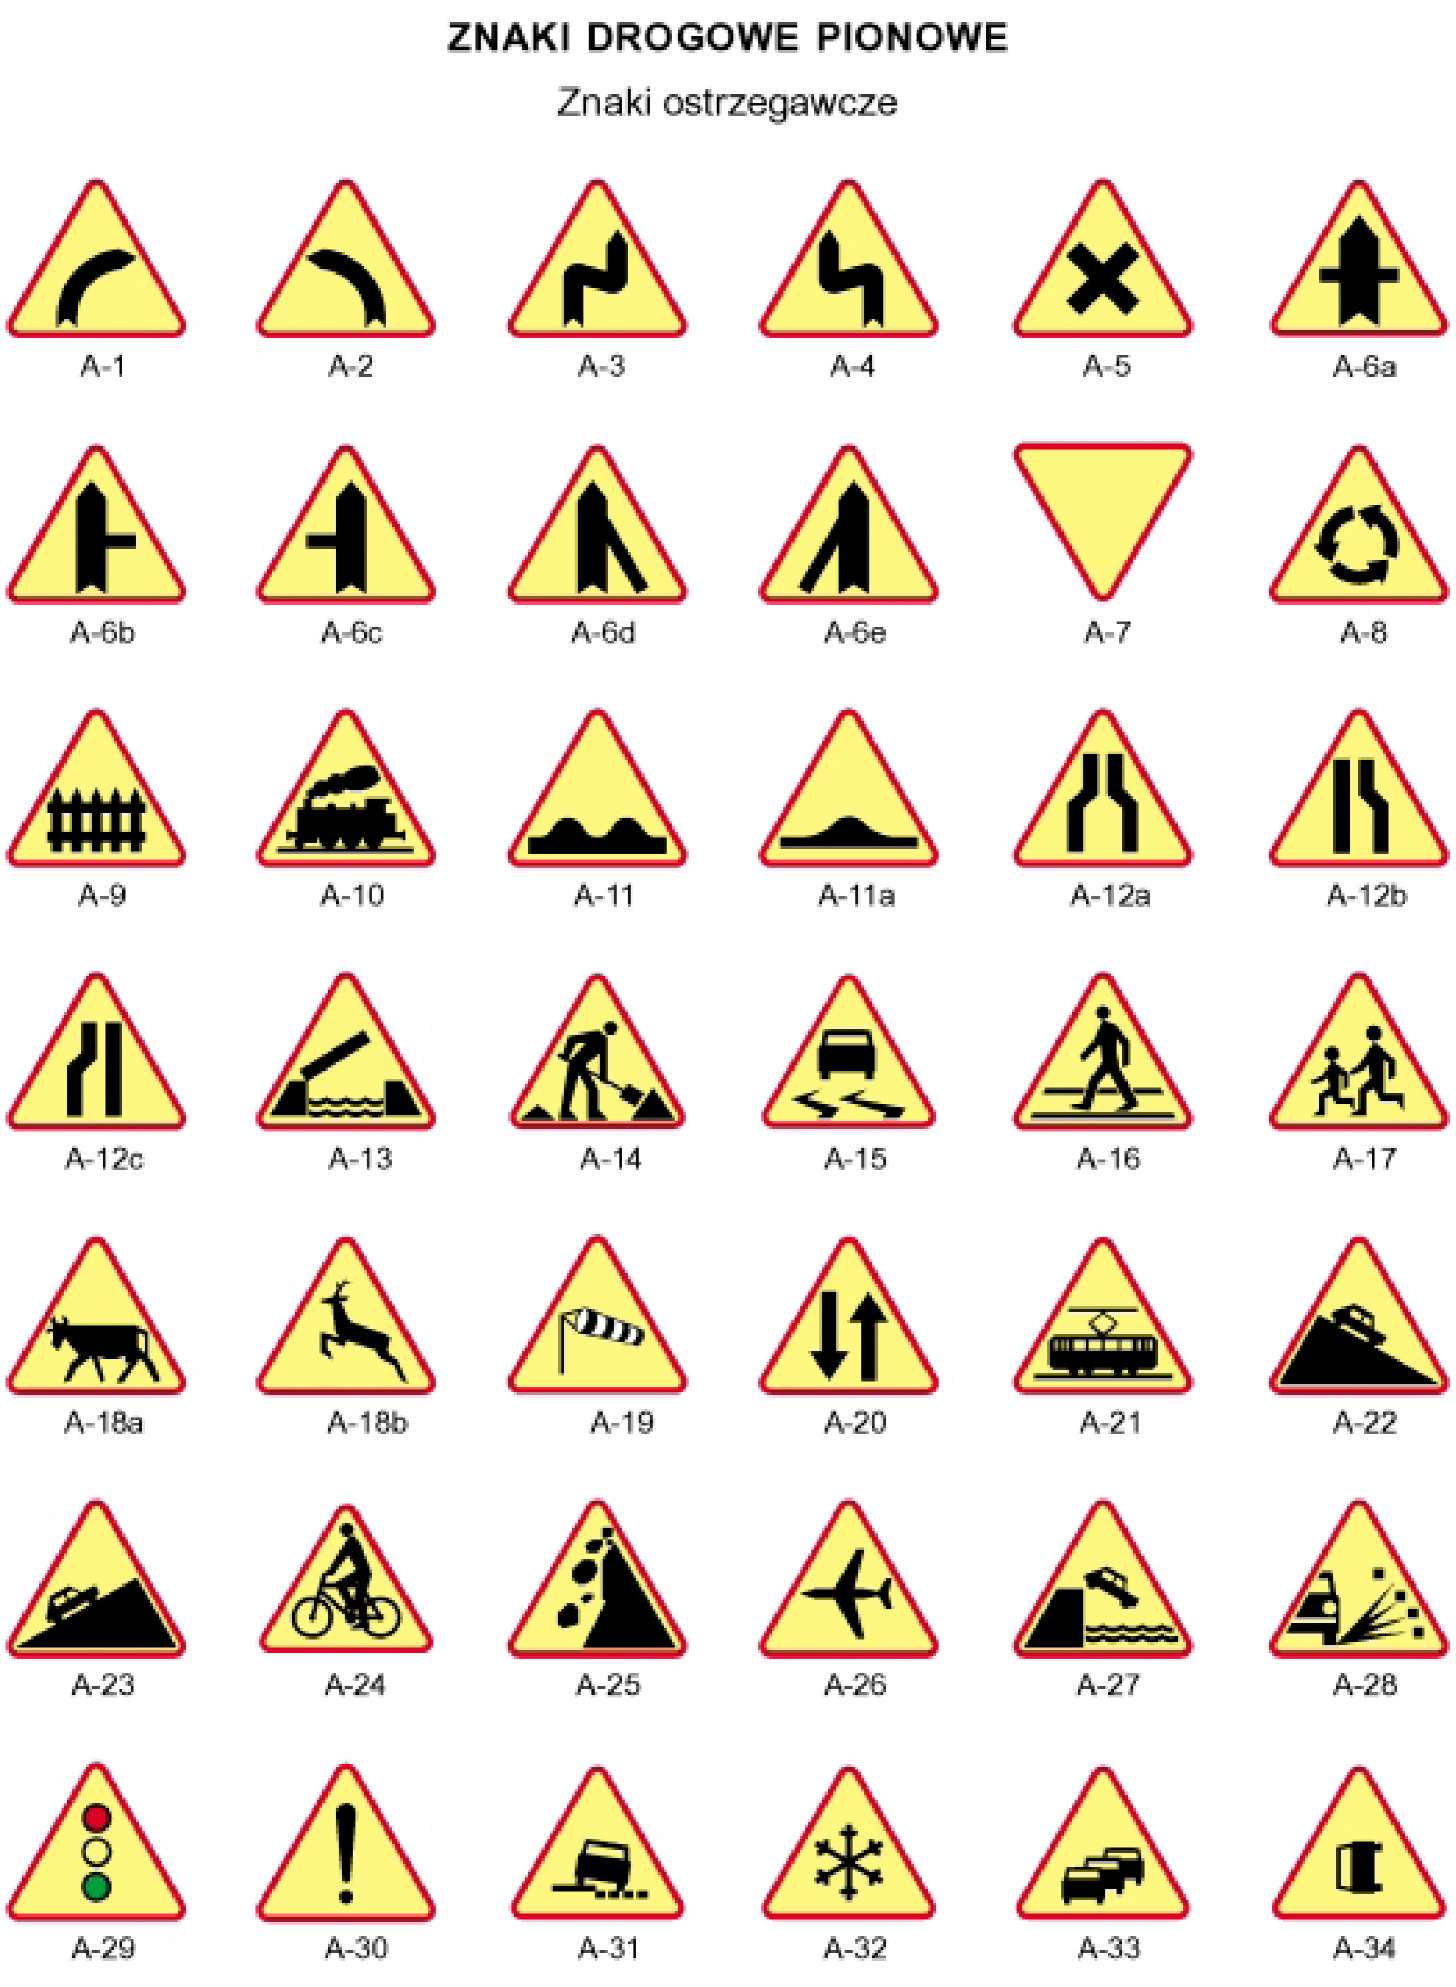 ZNAKI DROGOWE PIONOWE
Znaki ostrzegawcze
A-1 A-2 A-3 A-4 A-5 A-6a
A-6b A-6c A-6d A-6e A-7 A-8
A-9 A-10 A-11 A-11a A-12a A-12b
A-12c A-13 A-14 A-15 A-16 A-17
A-18a A-18b A-19 A-20 A-21 A-22
A-23 A-24 A-25 A-26 A-27 A-28
A-29 A-30 A-31 A-32 A-33 A-34